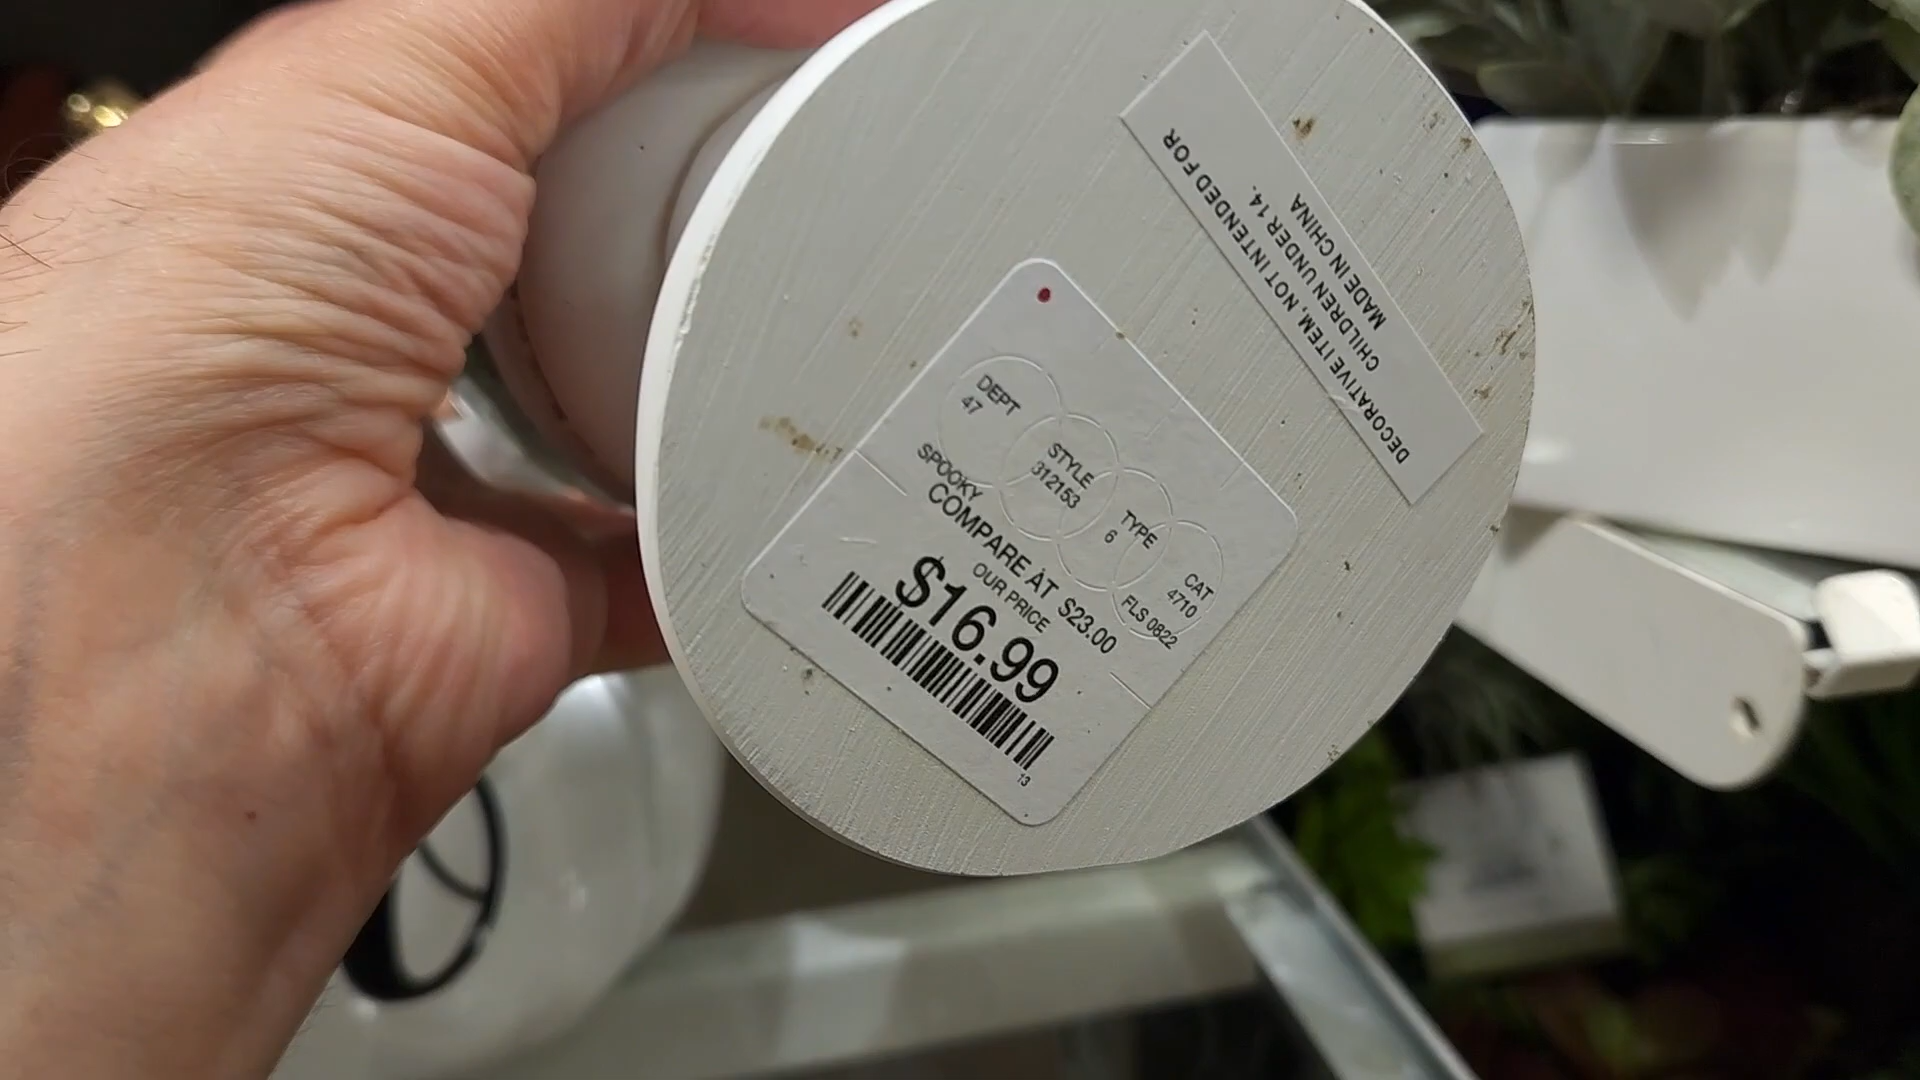 DEPT
47
STYLE
312153
TYPE
6
CAT
4710
SPOOKY
FLS 0822
COMPARE AT $23.00
OUR PRICE
$16.99
13
DECORATIVE ITEM, NOT INTENDED FOR
CHILDREN UNDER 14.
MADE IN CHINA